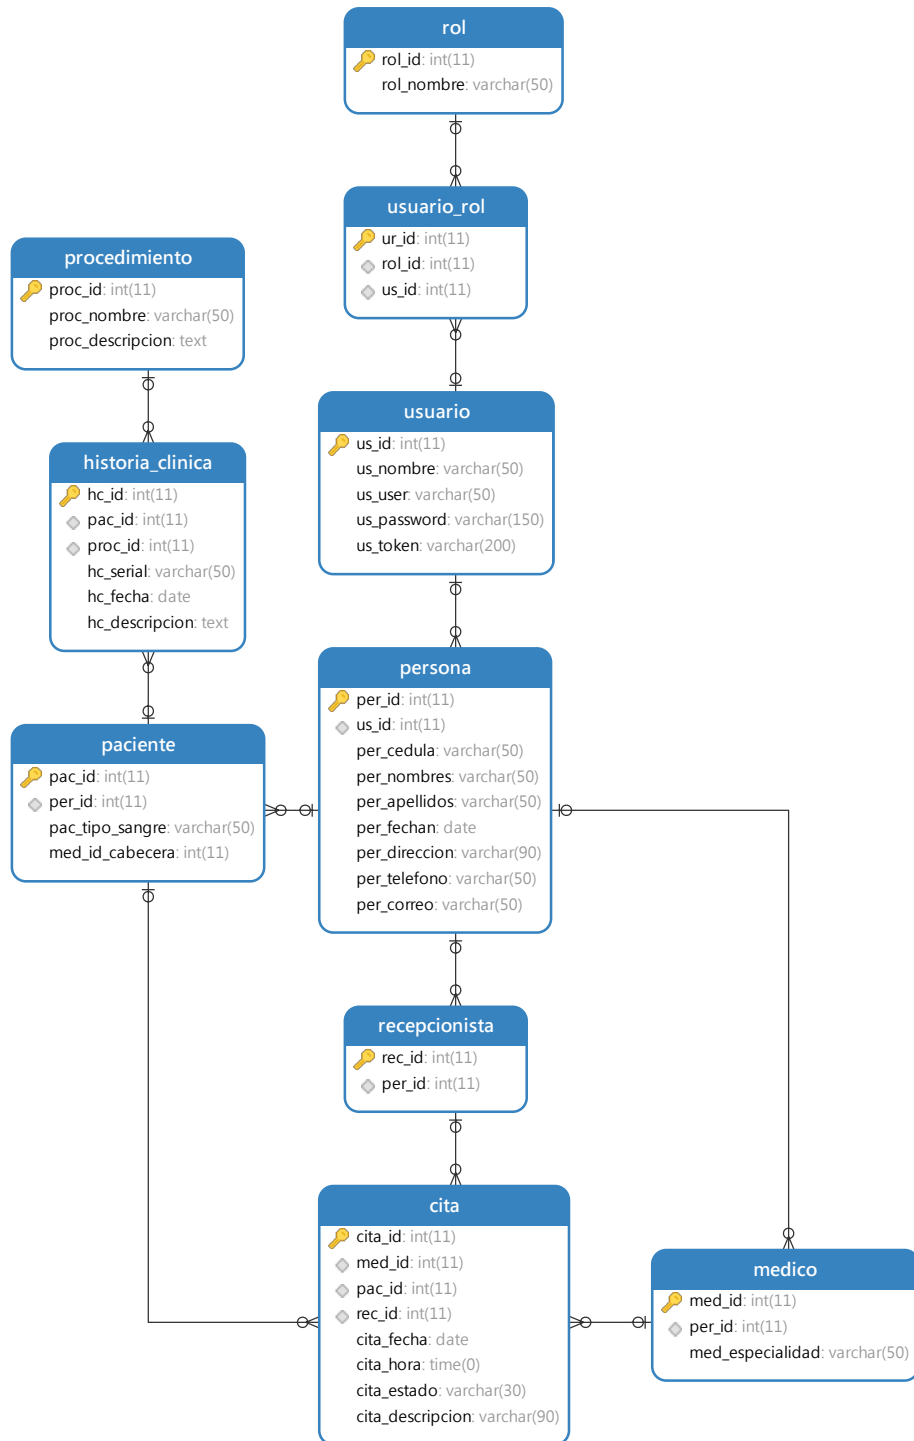 rol
rol_id: int(11)
rol_nombre: varchar(50)
usuario_rol
ur_id: int(11)
rol_id: int(11)
us_id: int(11)
procedimiento
proc_id: int(11)
proc_nombre: varchar(50)
proc_descripcion: text
usuario
us_id: int(11)
us_nombre: varchar(50)
us_user: varchar(50)
us_password: varchar(150)
us_token: varchar(200)
historia_clinica
hc_id: int(11)
pac_id: int(11)
proc_id: int(11)
hc_serial: varchar(50)
hc_fecha: date
hc_descripcion: text
persona
per_id: int(11)
us_id: int(11)
per_cedula: varchar(50)
per_nombres: varchar(50)
per_apellidos: varchar(50)
per_fechan: date
per_direccion: varchar(90)
per_telefono: varchar(50)
per_correo: varchar(50)
paciente
pac_id: int(11)
per_id: int(11)
pac_tipo_sangre: varchar(50)
med_id_cabecera: int(11)
recepcionista
rec_id: int(11)
per_id: int(11)
cita
cita_id: int(11)
med_id: int(11)
pac_id: int(11)
rec_id: int(11)
cita_fecha: date
cita_hora: time(0)
cita_estado: varchar(30)
cita_descripcion: varchar(90)
medico
med_id: int(11)
per_id: int(11)
med_especialidad: varchar(50)